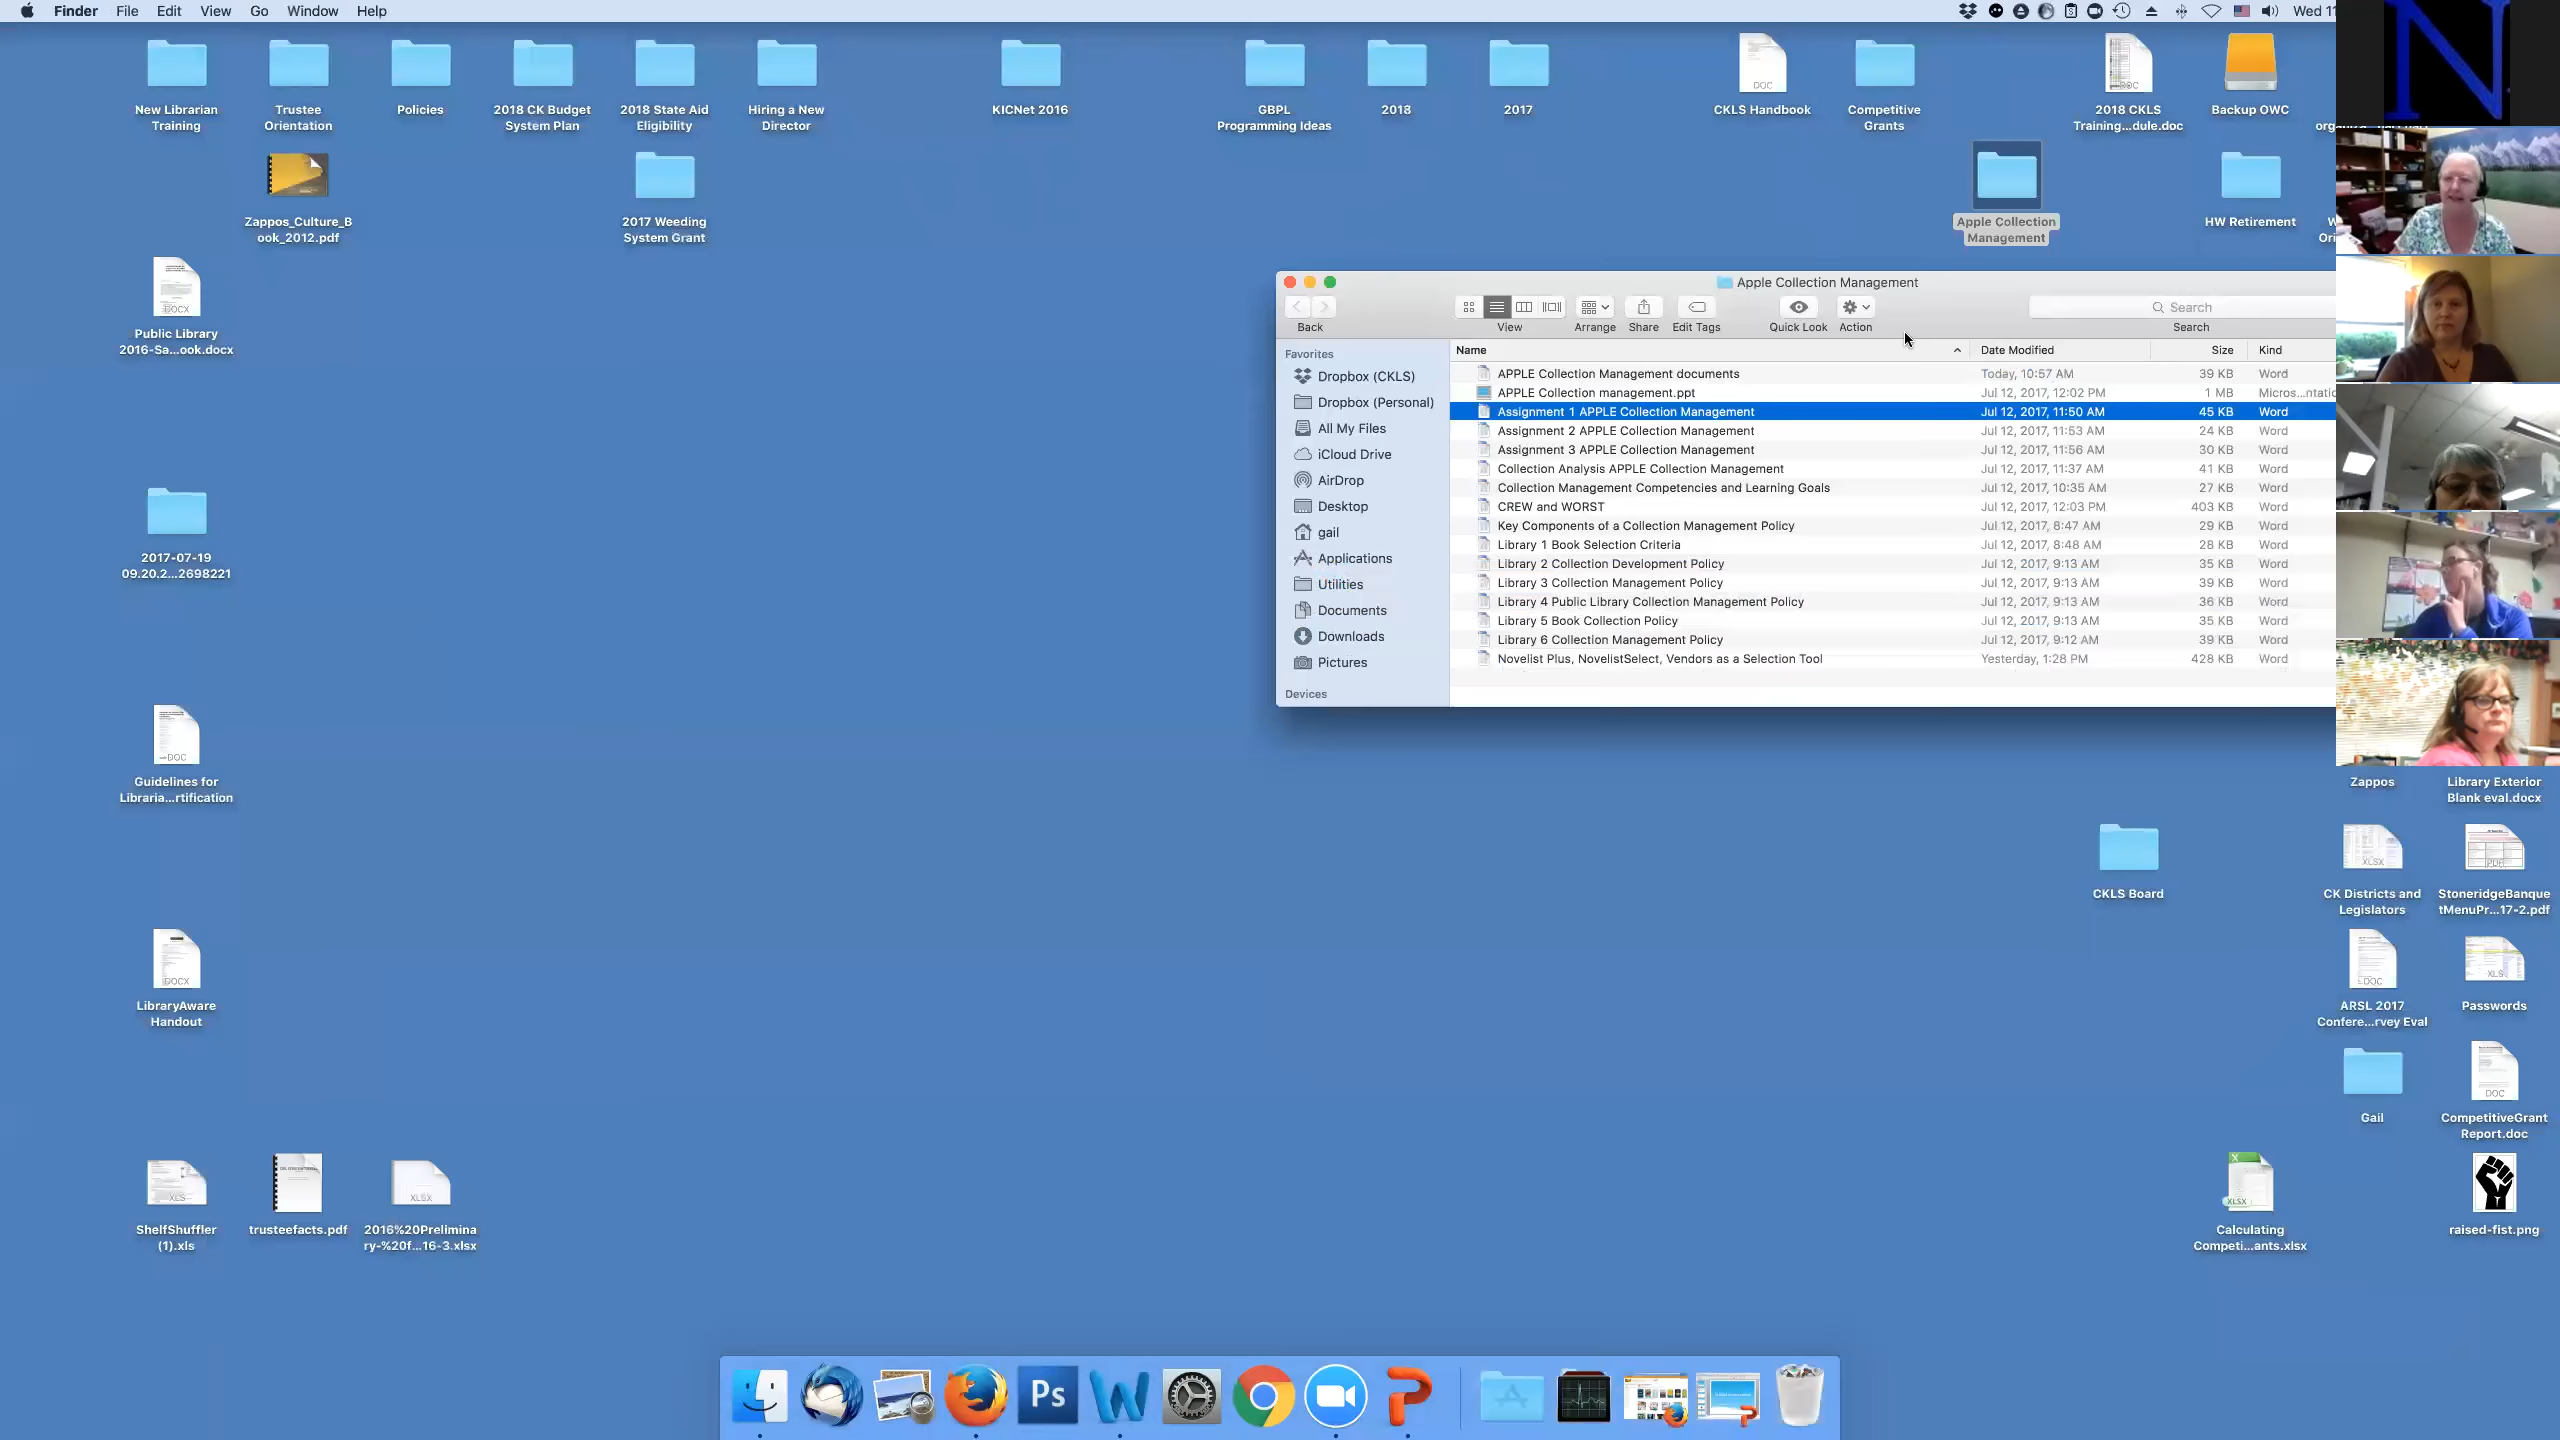 Finder File Edit View Go Window Help
Wed 11
New Librarian
Training
Trustee
Orientation
Policies
2018 CK Budget
System Plan
2018 State Aid
Eligibility
Hiring a New
Director
KICNet 2016
GBPL
Programming Ideas
2018
2017
DOC
CKLS Handbook
Competitive
Grants
2018 CKLS
Training...dule.doc
Backup OWC
N
Zappos_Culture_B
ook_2012.pdf
2017 Weeding
System Grant
Apple Collection
Management
HW Retirement
DOCX
Public Library
2016-Sa...ook.docx
Apple Collection Management
Search
Back View Arrange Share Edit Tags Quick Look Action Search
Favorites
Dropbox (CKLS)
Dropbox (Personal)
All My Files
iCloud Drive
AirDrop
Desktop
gail
Applications
Utilities
Documents
Downloads
Pictures
Devices
Name Date Modified Size Kind
APPLE Collection Management documents Today, 10:57 AM 39 KB Word
APPLE Collection management.ppt Jul 12, 2017, 12:02 PM 1 MB Micros...ntatic
Assignment 1 APPLE Collection Management Jul 12, 2017, 11:50 AM 45 KB Word
Assignment 2 APPLE Collection Management Jul 12, 2017, 11:53 AM 24 KB Word
Assignment 3 APPLE Collection Management Jul 12, 2017, 11:56 AM 30 KB Word
Collection Analysis APPLE Collection Management Jul 12, 2017, 11:37 AM 41 KB Word
Collection Management Competencies and Learning Goals Jul 12, 2017, 10:35 AM 27 KB Word
CREW and WORST Jul 12, 2017, 12:03 PM 403 KB Word
Key Components of a Collection Management Policy Jul 12, 2017, 8:47 AM 29 KB Word
Library 1 Book Selection Criteria Jul 12, 2017, 8:48 AM 28 KB Word
Library 2 Collection Development Policy Jul 12, 2017, 9:13 AM 35 KB Word
Library 3 Collection Management Policy Jul 12, 2017, 9:13 AM 39 KB Word
Library 4 Public Library Collection Management Policy Jul 12, 2017, 9:13 AM 36 KB Word
Library 5 Book Collection Policy Jul 12, 2017, 9:13 AM 35 KB Word
Library 6 Collection Management Policy Jul 12, 2017, 9:12 AM 39 KB Word
Novelist Plus, NovelistSelect, Vendors as a Selection Tool Yesterday, 1:28 PM 428 KB Word
2017-07-19
09.20.2...2698221
DOC
Guidelines for
Libraria...rtification
Zappos
Library Exterior
Blank eval.docx
CKLS Board
XLSX
CK Districts and
Legislators
PDF
StoneridgeBanque
tMenuPr...17-2.pdf
DOCX
LibraryAware
Handout
DOC
ARSL 2017
Confere...rvey Eval
XLS
Passwords
Gail
DOC
CompetitiveGrant
Report.doc
XLS
ShelfShuffler
(1).xls
trusteefacts.pdf
XLSX
2016%20Prelimina
ry-%20f...16-3.xlsx
XLSX
Calculating
Competi...ants.xlsx
raised-fist.png
Ps